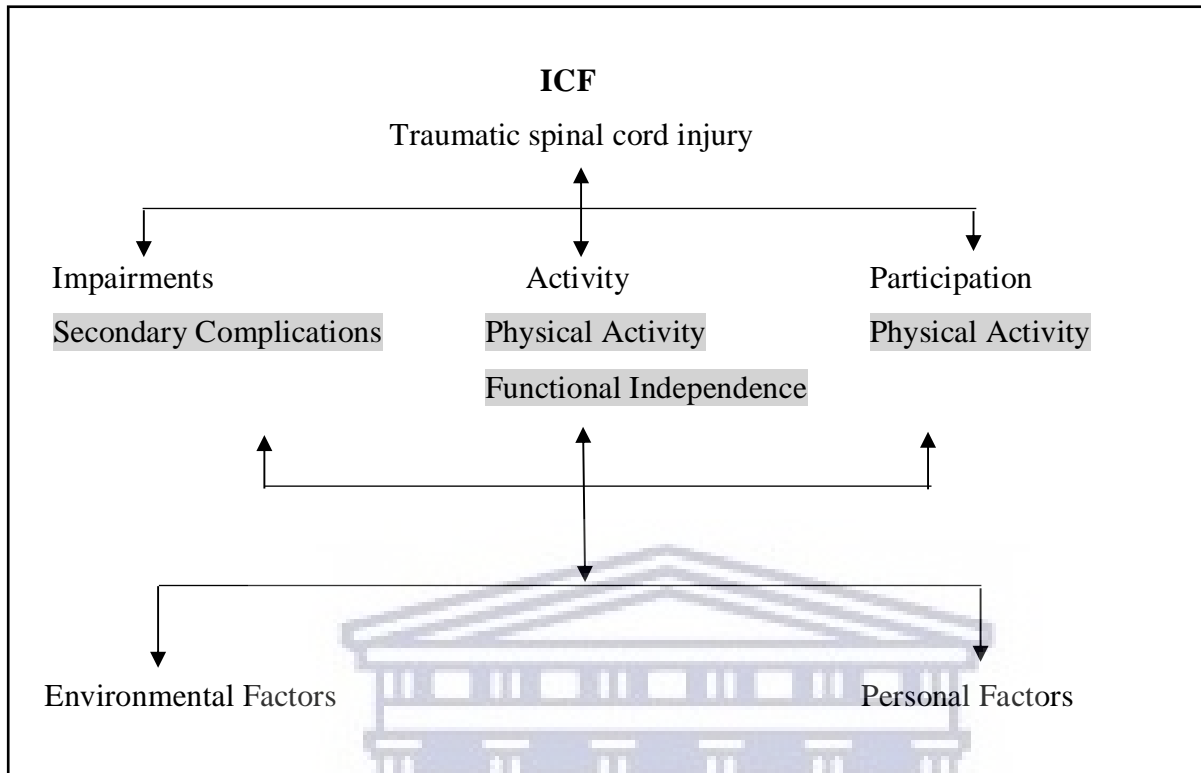 ICF
Traumatic spinal cord injury
Impairments Activity Participation
Secondary Complications Physical Activity Physical Activity
Functional Independence
Environmental Factors Personal Factors